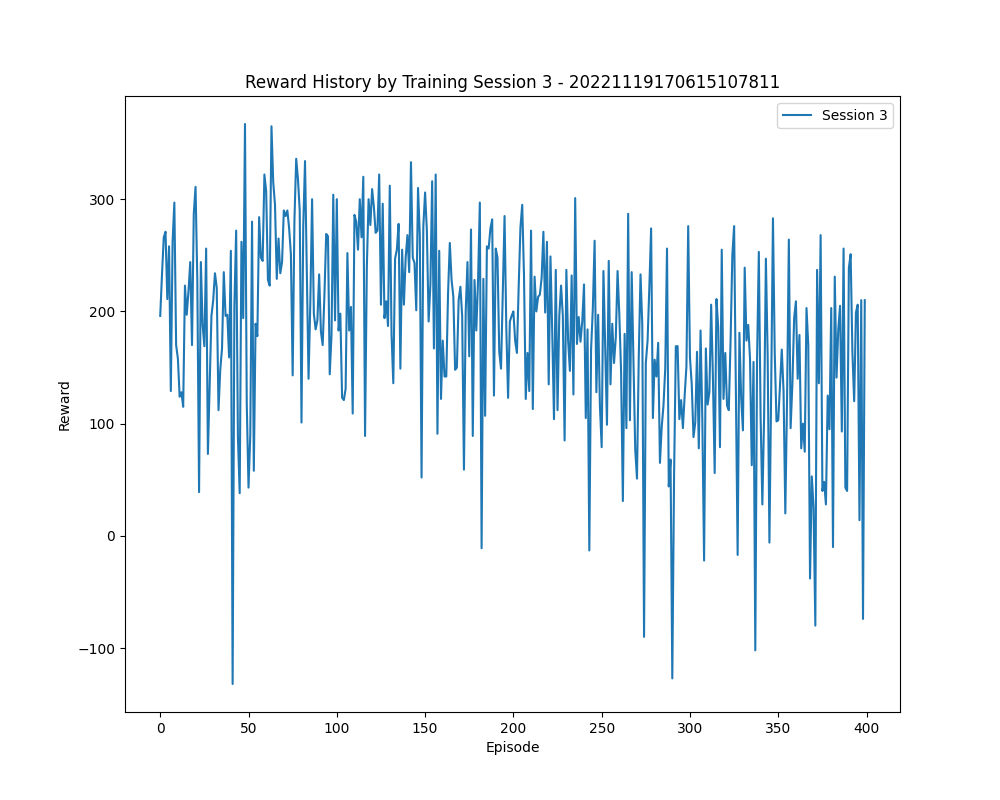 Reward History by Training Session 3 - 20221119170615107811
Session 3
Reward
300
200
100
0
−100
0 50 100 150 200 250 300 350 400
Episode